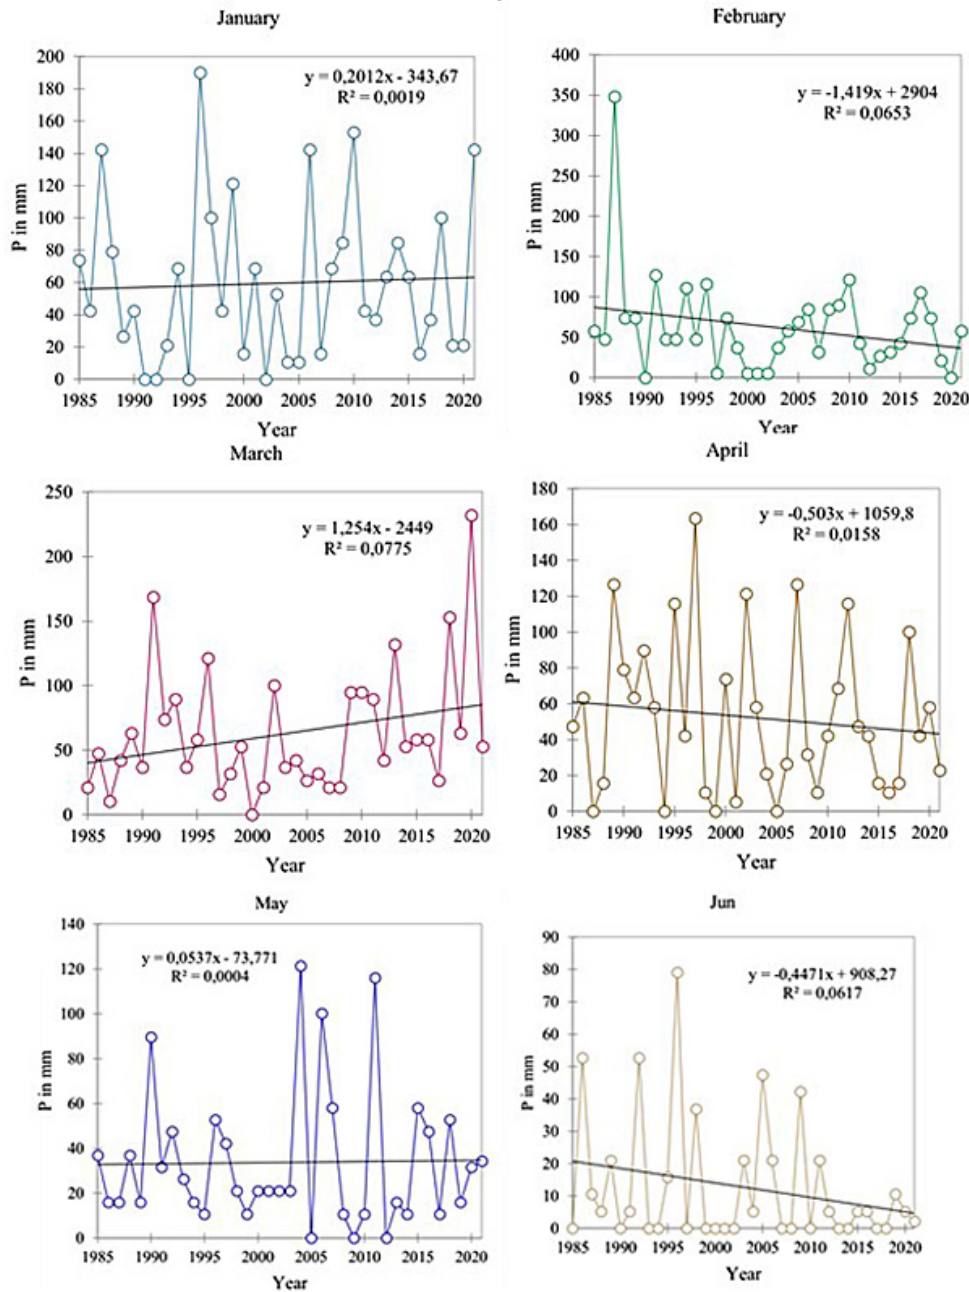 January
200
180
160
140
120
100
80
60
40
20
0
P in mm
y = 0,2012x - 343,67
R² = 0,0019
1985 1990 1995 2000 2005 2010 2015 2020
Year
February
400
350
300
250
200
150
100
50
0
P in mm
y = -1,419x + 2904
R² = 0,0653
1985 1990 1995 2000 2005 2010 2015 2020
Year
March
250
200
150
100
50
0
P in mm
y = 1,254x - 2449
R² = 0,0775
1985 1990 1995 2000 2005 2010 2015 2020
Year
April
180
160
140
120
100
80
60
40
20
0
P in mm
y = -0,503x + 1059,8
R² = 0,0158
1985 1990 1995 2000 2005 2010 2015 2020
Year
May
140
120
100
80
60
40
20
0
P in mm
y = 0,0537x - 73,771
R² = 0,0004
1985 1990 1995 2000 2005 2010 2015 2020
Year
Jun
90
80
70
60
50
40
30
20
10
0
P in mm
y = -0,4471x + 908,27
R² = 0,0617
1985 1990 1995 2000 2005 2010 2015 2020
Year